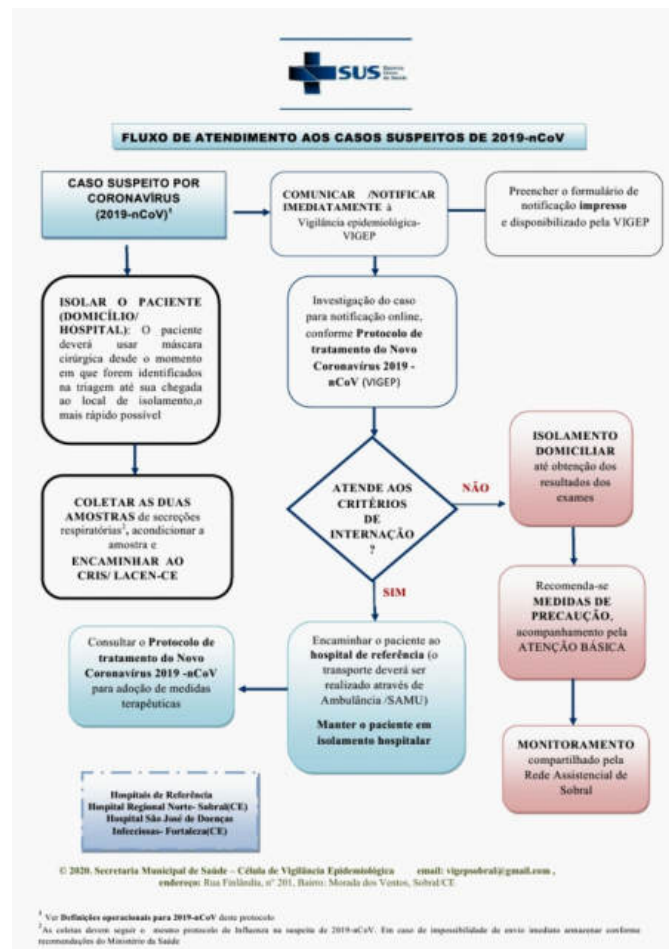 SUS
FLUXO DE ATENDIMENTO AOS CASOS SUSPEITOS DE 2019-nCoV
CASO SUSPEITO POR
CORONAVÍRUS
(2019-nCoV)¹
COMUNICAR /NOTIFICAR
IMEDIATAMENTE à
Vigilância epidemiológica-
VIGEP
Preencher o formulário de
notificação impresso
e disponibilizado pela VIGEP
ISOLAR O PACIENTE
(DOMICÍLIO/
HOSPITAL): O paciente
deverá usar máscara
cirúrgica desde o momento
em que forem identificados
na triagem até sua chegada
ao local de isolamento,o
mais rápido possível
Investigação do caso
para notificação online,
conforme Protocolo de
tratamento do Novo
Coronavírus 2019 -
nCoV (VIGEP)
COLETAR AS DUAS
AMOSTRAS de secreções
respiratórias², acondicionar a
amostra e
ENCAMINHAR AO
CRIS/ LACEN-CE
ATENDE AOS
CRITÉRIOS
DE
INTERNAÇÃO
?
NÃO
SIM
ISOLAMENTO
DOMICILIAR
até obtenção dos
resultados dos
exames
Recomenda-se
MEDIDAS DE
PRECAUÇÃO,
acompanhamento pela
ATENÇÃO BÁSICA
MONITORAMENTO
compartilhado pela
Rede Assistencial de
Sobral
Encaminhar o paciente ao
hospital de referência (o
transporte deverá ser
realizado através de
Ambulância /SAMU)
Manter o paciente em
isolamento hospitalar
Consultar o Protocolo de
tratamento do Novo
Coronavírus 2019 -nCoV
para adoção de medidas
terapêuticas
Hospitais de Referência
Hospital Regional Norte- Sobral(CE)
Hospital São José de Doenças
Infecciosas- Fortaleza(CE)
© 2020. Secretaria Municipal de Saúde – Célula de Vigilância Epidemiológica email: vigepsobral@gmail.com ,
endereço: Rua Finlândia, nº 201, Bairro: Morada dos Ventos, Sobral/CE
¹ Ver Definições operacionais para 2019-nCoV deste protocolo
²As coletas devem seguir o mesmo protocolo de Influenza na suspeita de 2019-nCoV. Em caso de impossibilidade de envio imediato armazenar conforme
recomendações do Ministério da Saúde